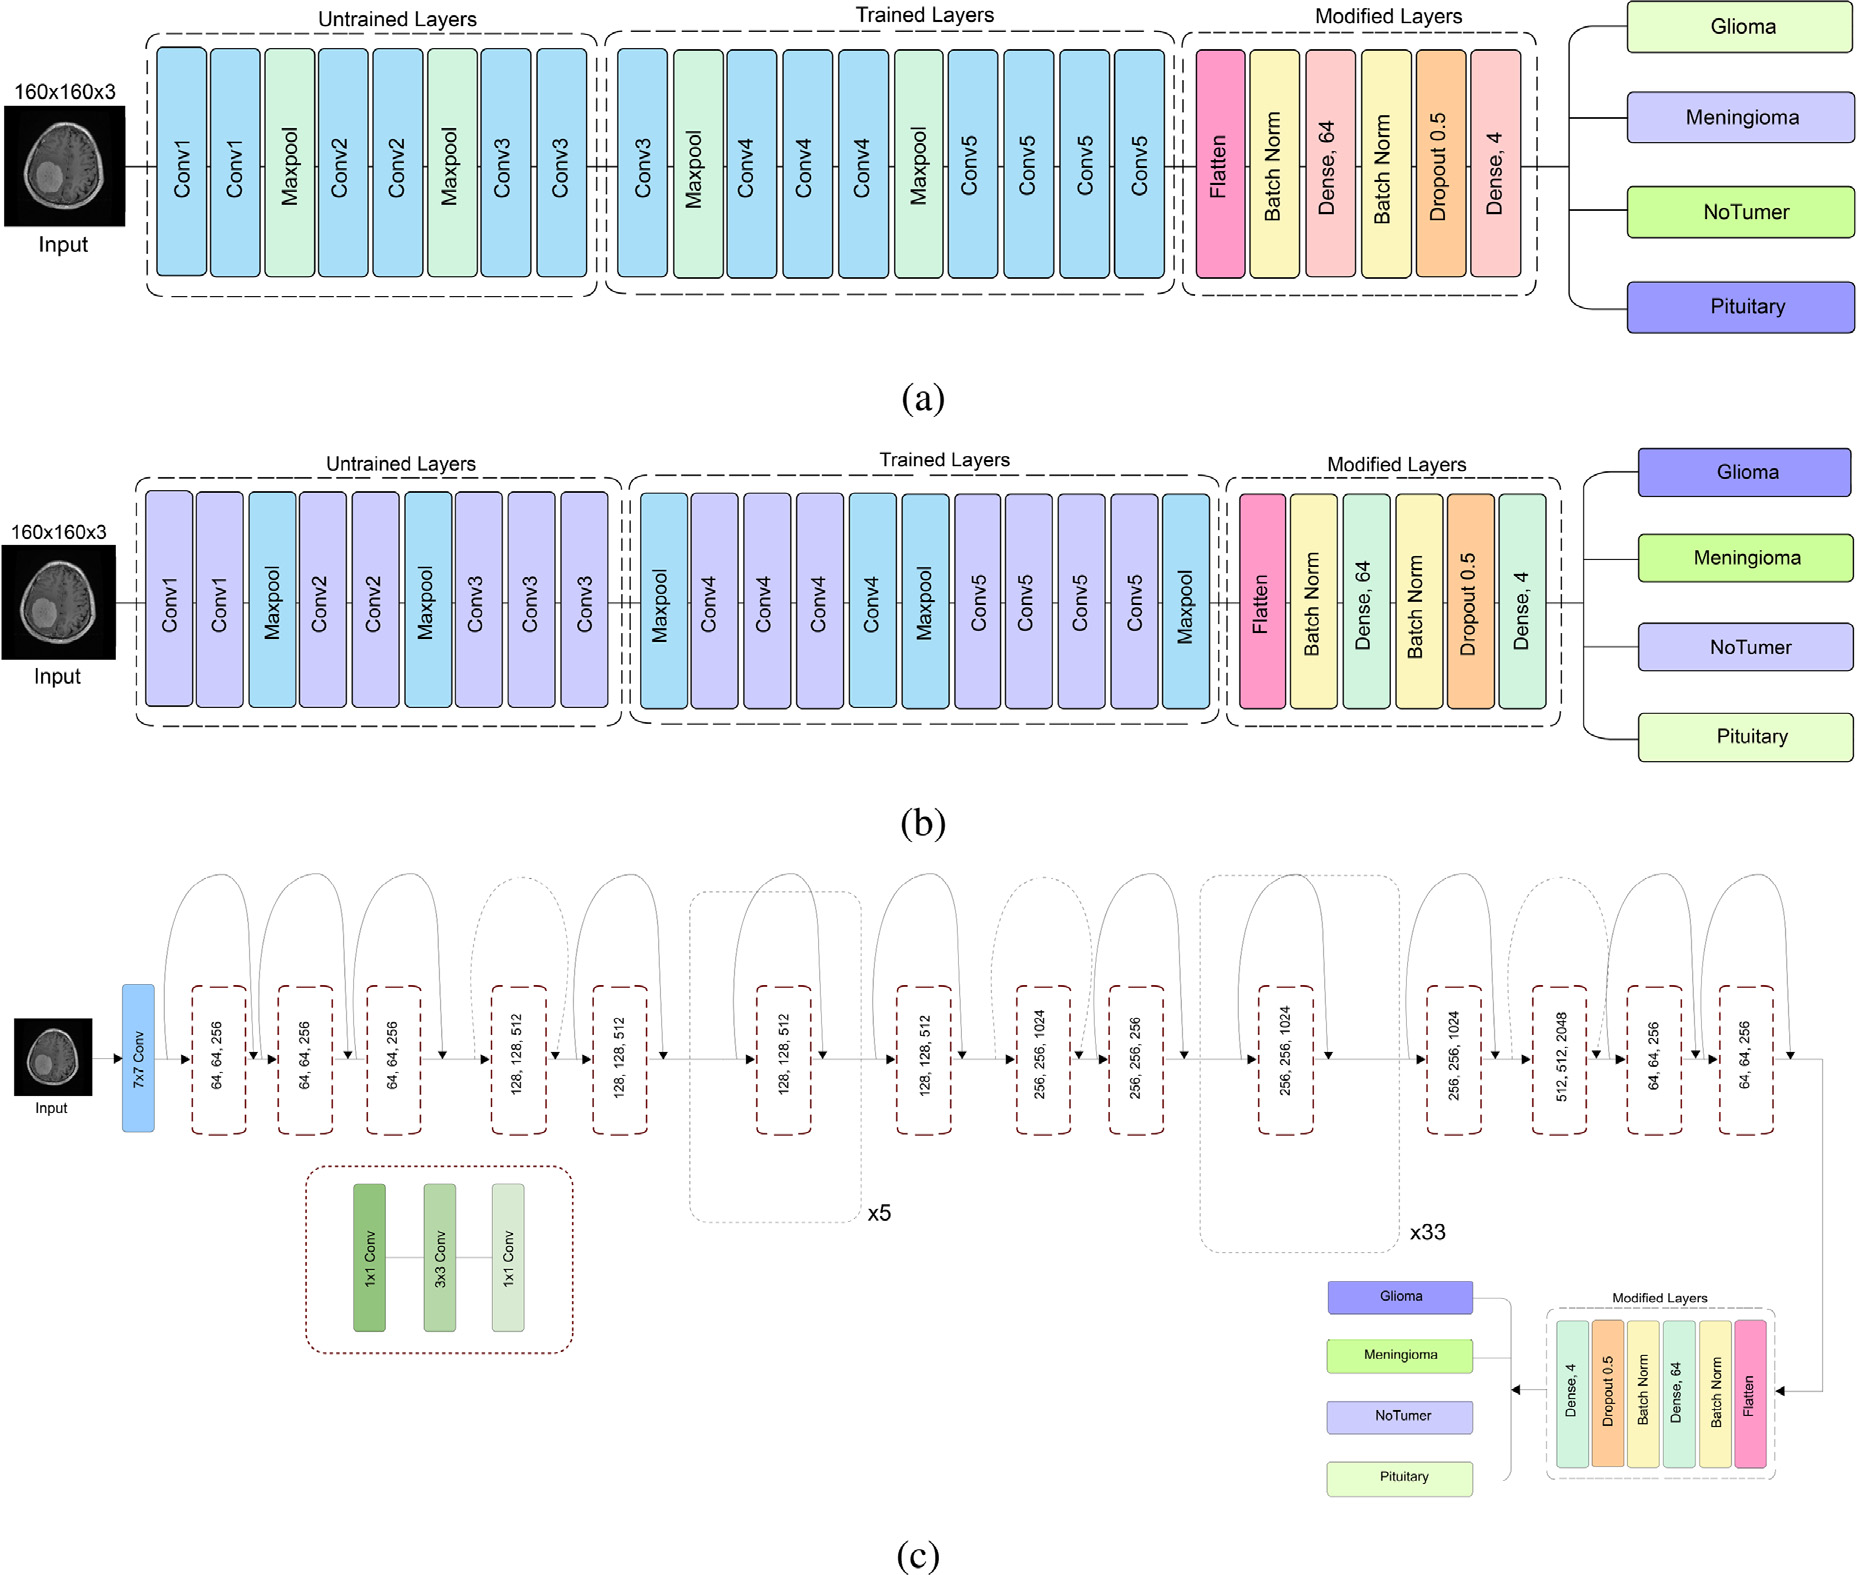 Untrained Layers
Trained Layers
Modified Layers
160x160x3
Input
Conv1
Conv1
Maxpool
Conv2
Conv2
Maxpool
Conv3
Conv3
Conv3
Maxpool
Conv4
Conv4
Conv4
Maxpool
Conv5
Conv5
Conv5
Conv5
Flatten
Batch Norm
Dense, 64
Batch Norm
Dropout 0.5
Dense, 4
Glioma
Meningioma
NoTumer
Pituitary
(a)
Untrained Layers
Trained Layers
Modified Layers
160x160x3
Input
Conv1
Conv1
Maxpool
Conv2
Conv2
Maxpool
Conv3
Conv3
Conv3
Maxpool
Conv4
Conv4
Conv4
Conv4
Maxpool
Conv5
Conv5
Conv5
Conv5
Maxpool
Flatten
Batch Norm
Dense, 64
Batch Norm
Dropout 0.5
Dense, 4
Glioma
Meningioma
NoTumer
Pituitary
(b)
Input
7x7 Conv
64, 64, 256
64, 64, 256
64, 64, 256
128, 128, 512
128, 128, 512
128, 128, 512
128, 128, 512
256, 256, 1024
256, 256, 256
256, 256, 1024
256, 256, 1024
512, 512, 2048
64, 64, 256
64, 64, 256
x5
x33
1x1 Conv
3x3 Conv
1x1 Conv
Glioma
Meningioma
NoTumer
Pituitary
Modified Layers
Dense, 4
Dropout 0.5
Batch Norm
Dense, 64
Batch Norm
Flatten
(c)